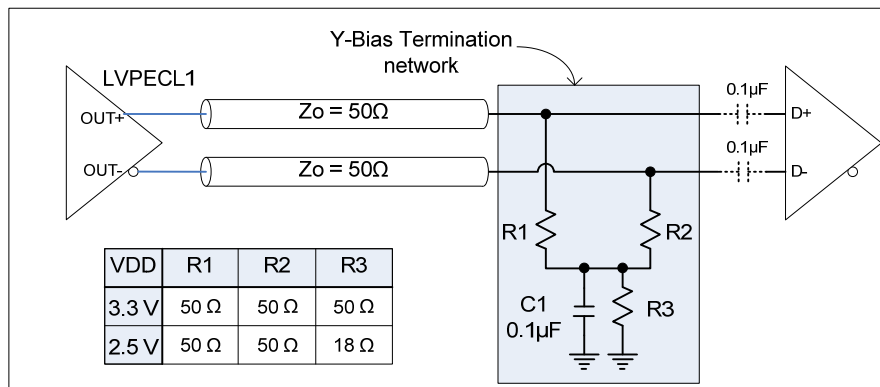 Y-Bias Termination
network
LVPECL1
OUT+
OUT-
Zo = 50Ω
Zo = 50Ω
0.1µF
0.1µF
D+
D-
R1
R2
C1
0.1µF
R3
VDD R1 R2 R3
3.3 V 50 Ω 50 Ω 50 Ω
2.5 V 50 Ω 50 Ω 18 Ω